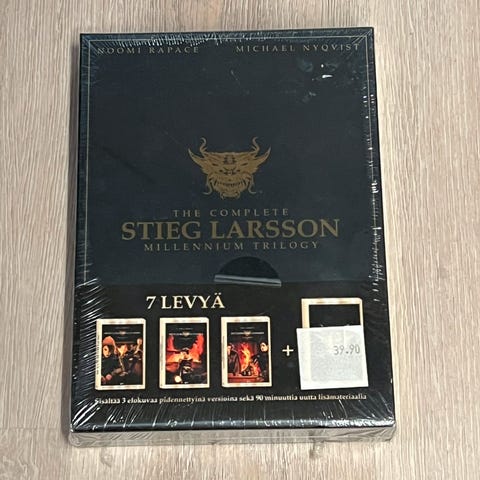 NOOMI RAPACE MICHAEL NYQVIST
THE COMPLETE
STIEG LARSSON
MILLENNIUM TRILOGY
7 LEVYÄ
+
39.90
Sisältää 3 elokuvaa pidennettyinä versioina sekä 90 minuuttia uutta lisämateriaalia